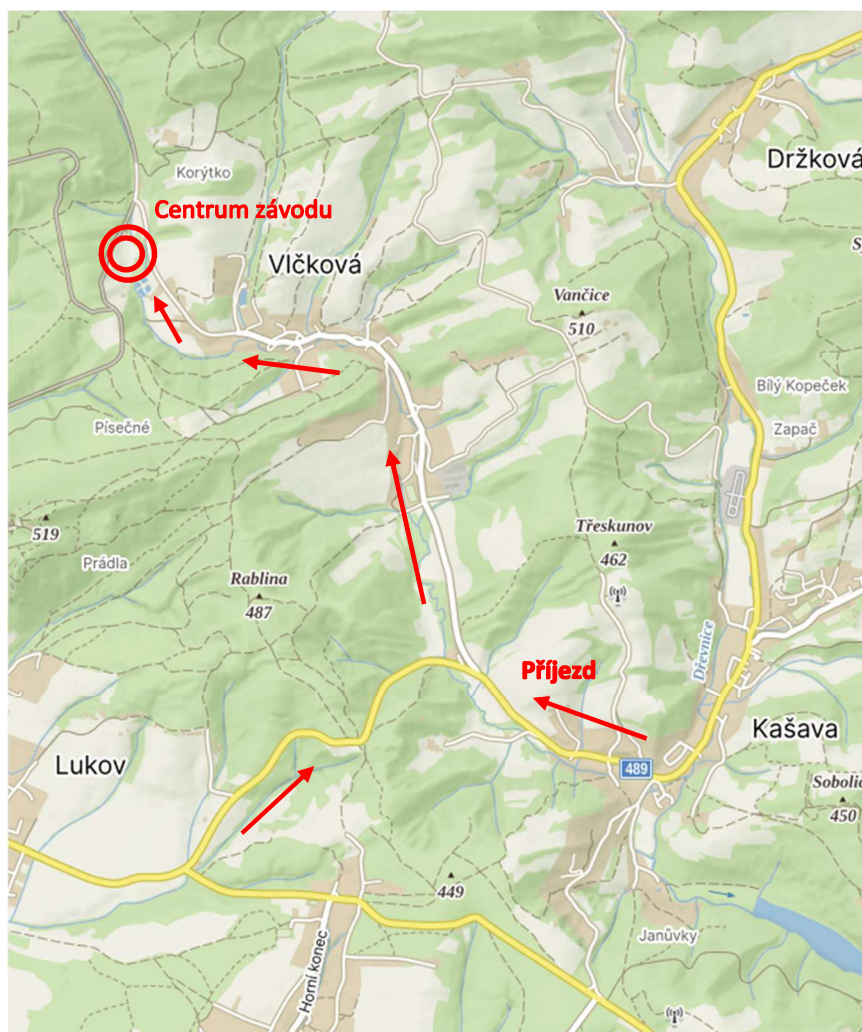 Držková
Korýtko
Centrum závodu
Vlčková
Vančice
510
Bílý Kopeček
Zapač
Písečné
519
Prádla
Třeskunov
462
Rablina
487
Dřevnice
Příjezd
Kašava
Lukov
489
Sobolic
450
449
Horní konec
Janůvky